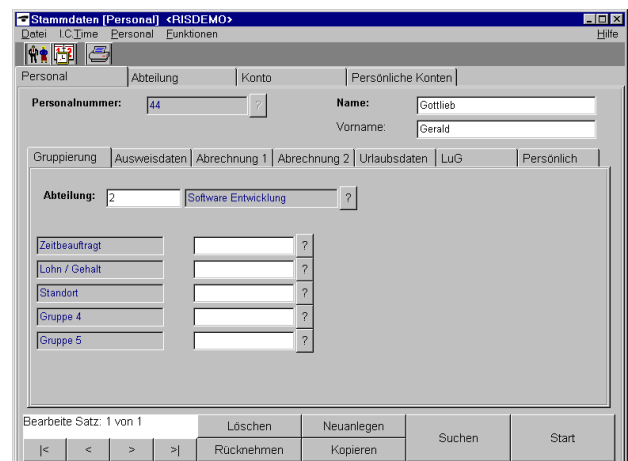 Stammdaten [Personal] <RISDEMO>
Datei I.C.Time Personal Funktionen Hilfe
Personal Abteilung Konto Persönliche Konten
Personalnummer: 44 ? Name: Gottlieb
Vorname: Gerald
Gruppierung Ausweisdaten Abrechnung 1 Abrechnung 2 Urlaubsdaten LuG Persönlich
Abteilung: 2 Software Entwicklung ?
Zeitbeauftragt ?
Lohn / Gehalt ?
Standort ?
Gruppe 4 ?
Gruppe 5 ?
Bearbeite Satz: 1 von 1 Löschen Neuanlegen Suchen Start
|< < > >| Rücknehmen Kopieren